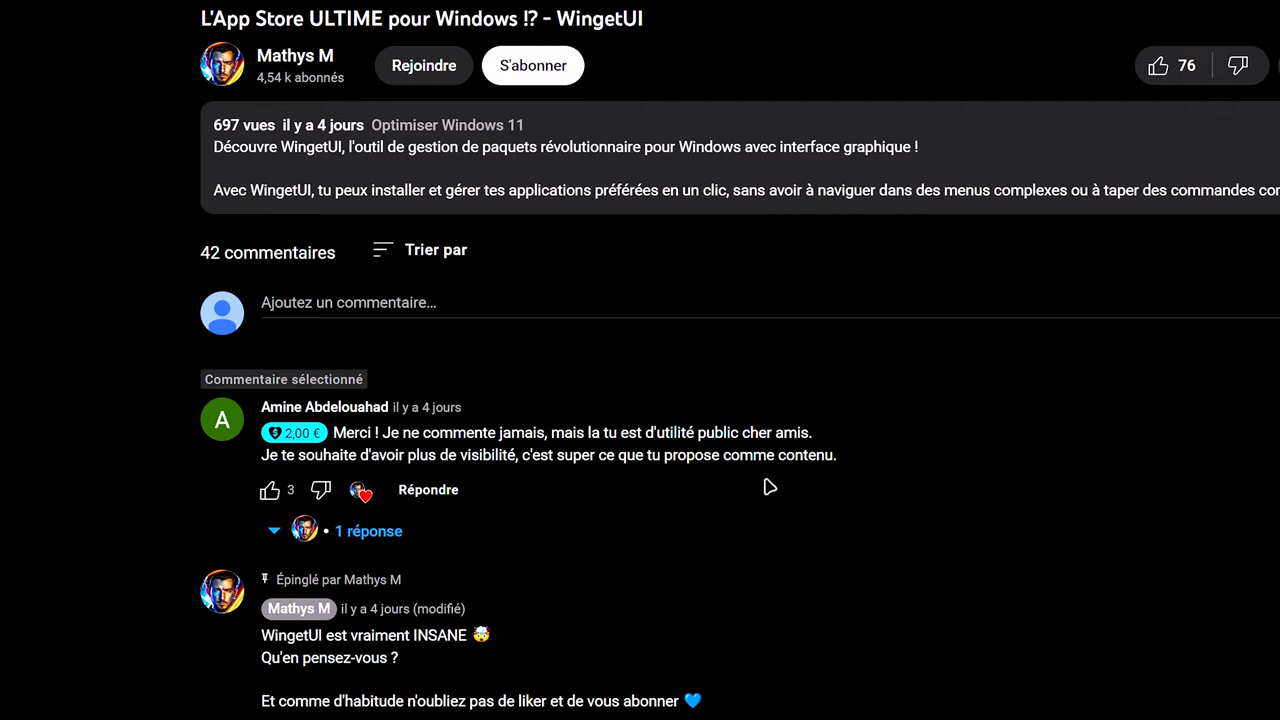 L'App Store ULTIME pour Windows !? - WingetUI
Mathys M
4,54 k abonnés
Rejoindre
S'abonner
76
697 vues il y a 4 jours Optimiser Windows 11
Découvre WingetUI, l'outil de gestion de paquets révolutionnaire pour Windows avec interface graphique !
Avec WingetUI, tu peux installer et gérer tes applications préférées en un clic, sans avoir à naviguer dans des menus complexes ou à taper des commandes
42 commentaires
Trier par
Ajoutez un commentaire...
Commentaire sélectionné
A
Amine Abdelouahad il y a 4 jours
2,00 € Merci ! Je ne commente jamais, mais la tu est d'utilité public cher amis.
Je te souhaite d'avoir plus de visibilité, c'est super ce que tu propose comme contenu.
3
Répondre
• 1 réponse
Épinglé par Mathys M
Mathys M il y a 4 jours (modifié)
WingetUI est vraiment INSANE 🤯
Qu'en pensez-vous ?
Et comme d'habitude n'oubliez pas de liker et de vous abonner 💙